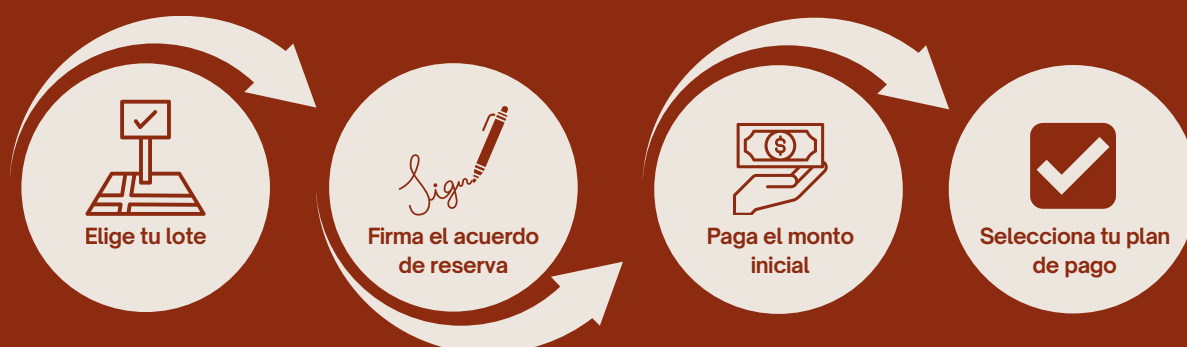 Elige tu lote
Sign
Firma el acuerdo
de reserva
$
Paga el monto
inicial
Selecciona tu plan
de pago